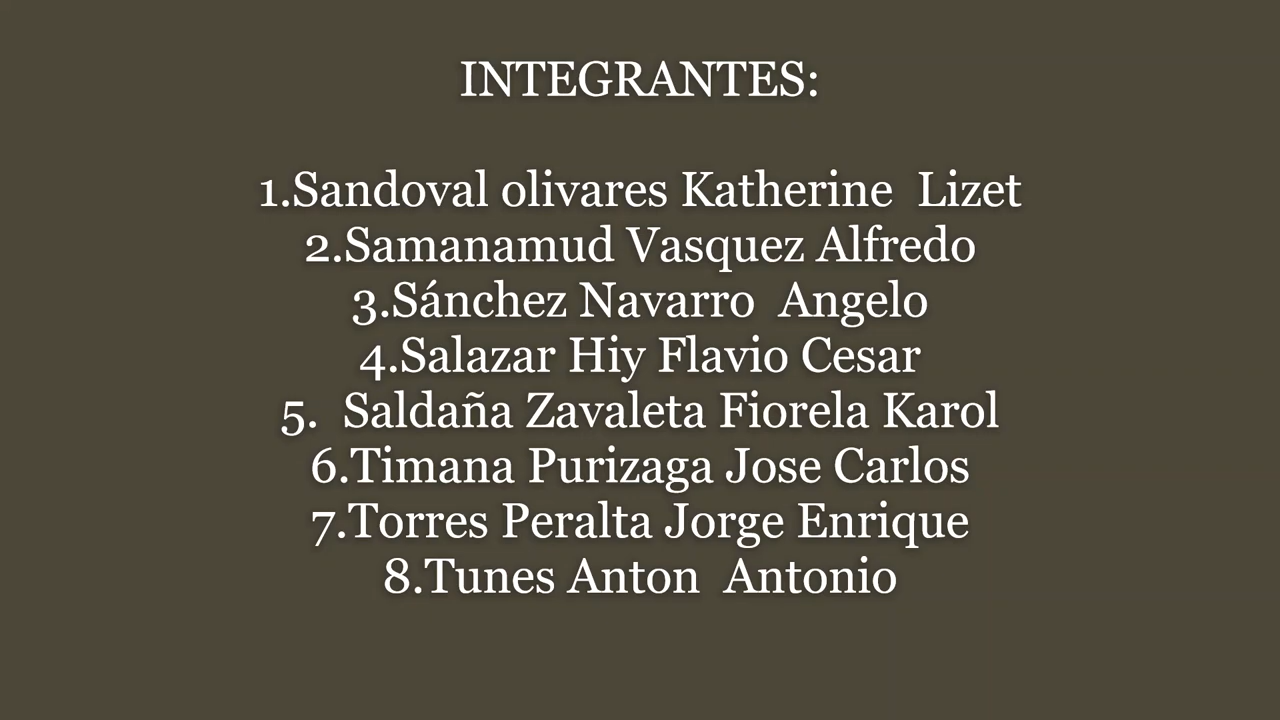 INTEGRANTES:
1.Sandoval olivares Katherine  Lizet
2.Samanamud Vasquez Alfredo
3.Sánchez Navarro  Angelo
4.Salazar Hiy Flavio Cesar
5.  Saldaña Zavaleta Fiorela Karol
6.Timana Purizaga Jose Carlos
7.Torres Peralta Jorge Enrique
8.Tunes Anton  Antonio